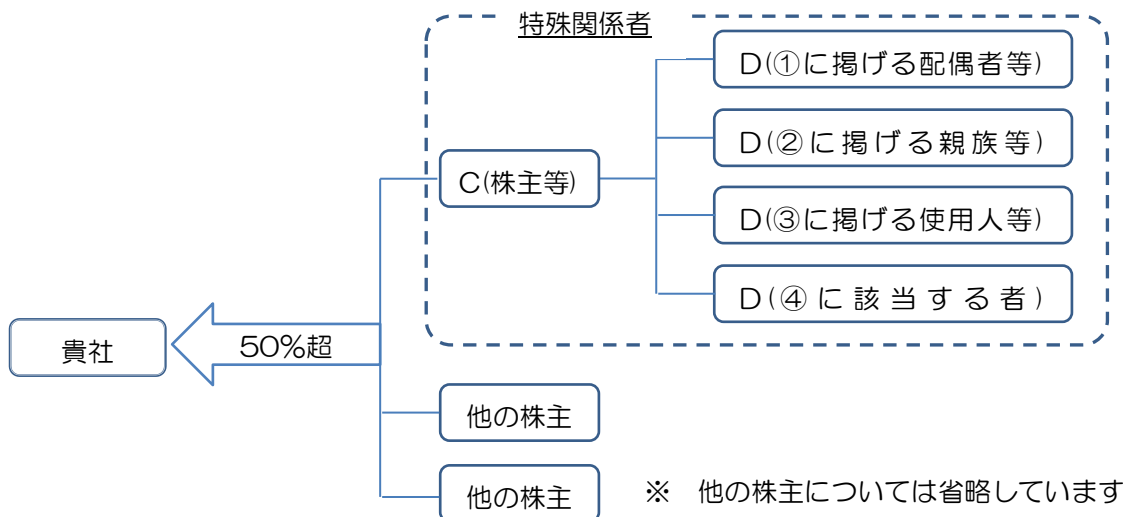 特殊関係者
D(①に掲げる配偶者等)
D(②に掲げる親族等)
C(株主等)
D(③に掲げる使用人等)
D(④に該当する者)
貴社
50%超
他の株主
他の株主
※ 他の株主については省略しています